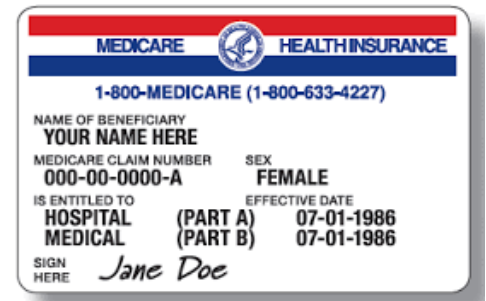 MEDICARE HEALTH INSURANCE
1-800-MEDICARE (1-800-633-4227)
NAME OF BENEFICIARY
YOUR NAME HERE
MEDICARE CLAIM NUMBER SEX
000-00-0000-A FEMALE
IS ENTITLED TO EFFECTIVE DATE
HOSPITAL (PART A) 07-01-1986
MEDICAL (PART B) 07-01-1986
SIGN
HERE Jane Doe